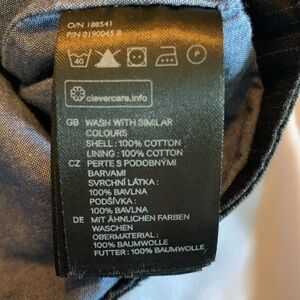 O/N 188541
P/N 0190045 8
40
P
clevercare.info
GB WASH WITH SIMILAR
COLOURS
SHELL : 100% COTTON
LINING : 100% COTTON
CZ PERTE S PODOBNÝMI
BARVAMI
SVRCHNÍ LÁTKA :
100% BAVLNA
PODŠÍVKA :
100% BAVLNA
DE MIT ÄHNLICHEN FARBEN
WASCHEN
OBERMATERIAL :
100% BAUMWOLLE
FUTTER : 100% BAUMWOLLE